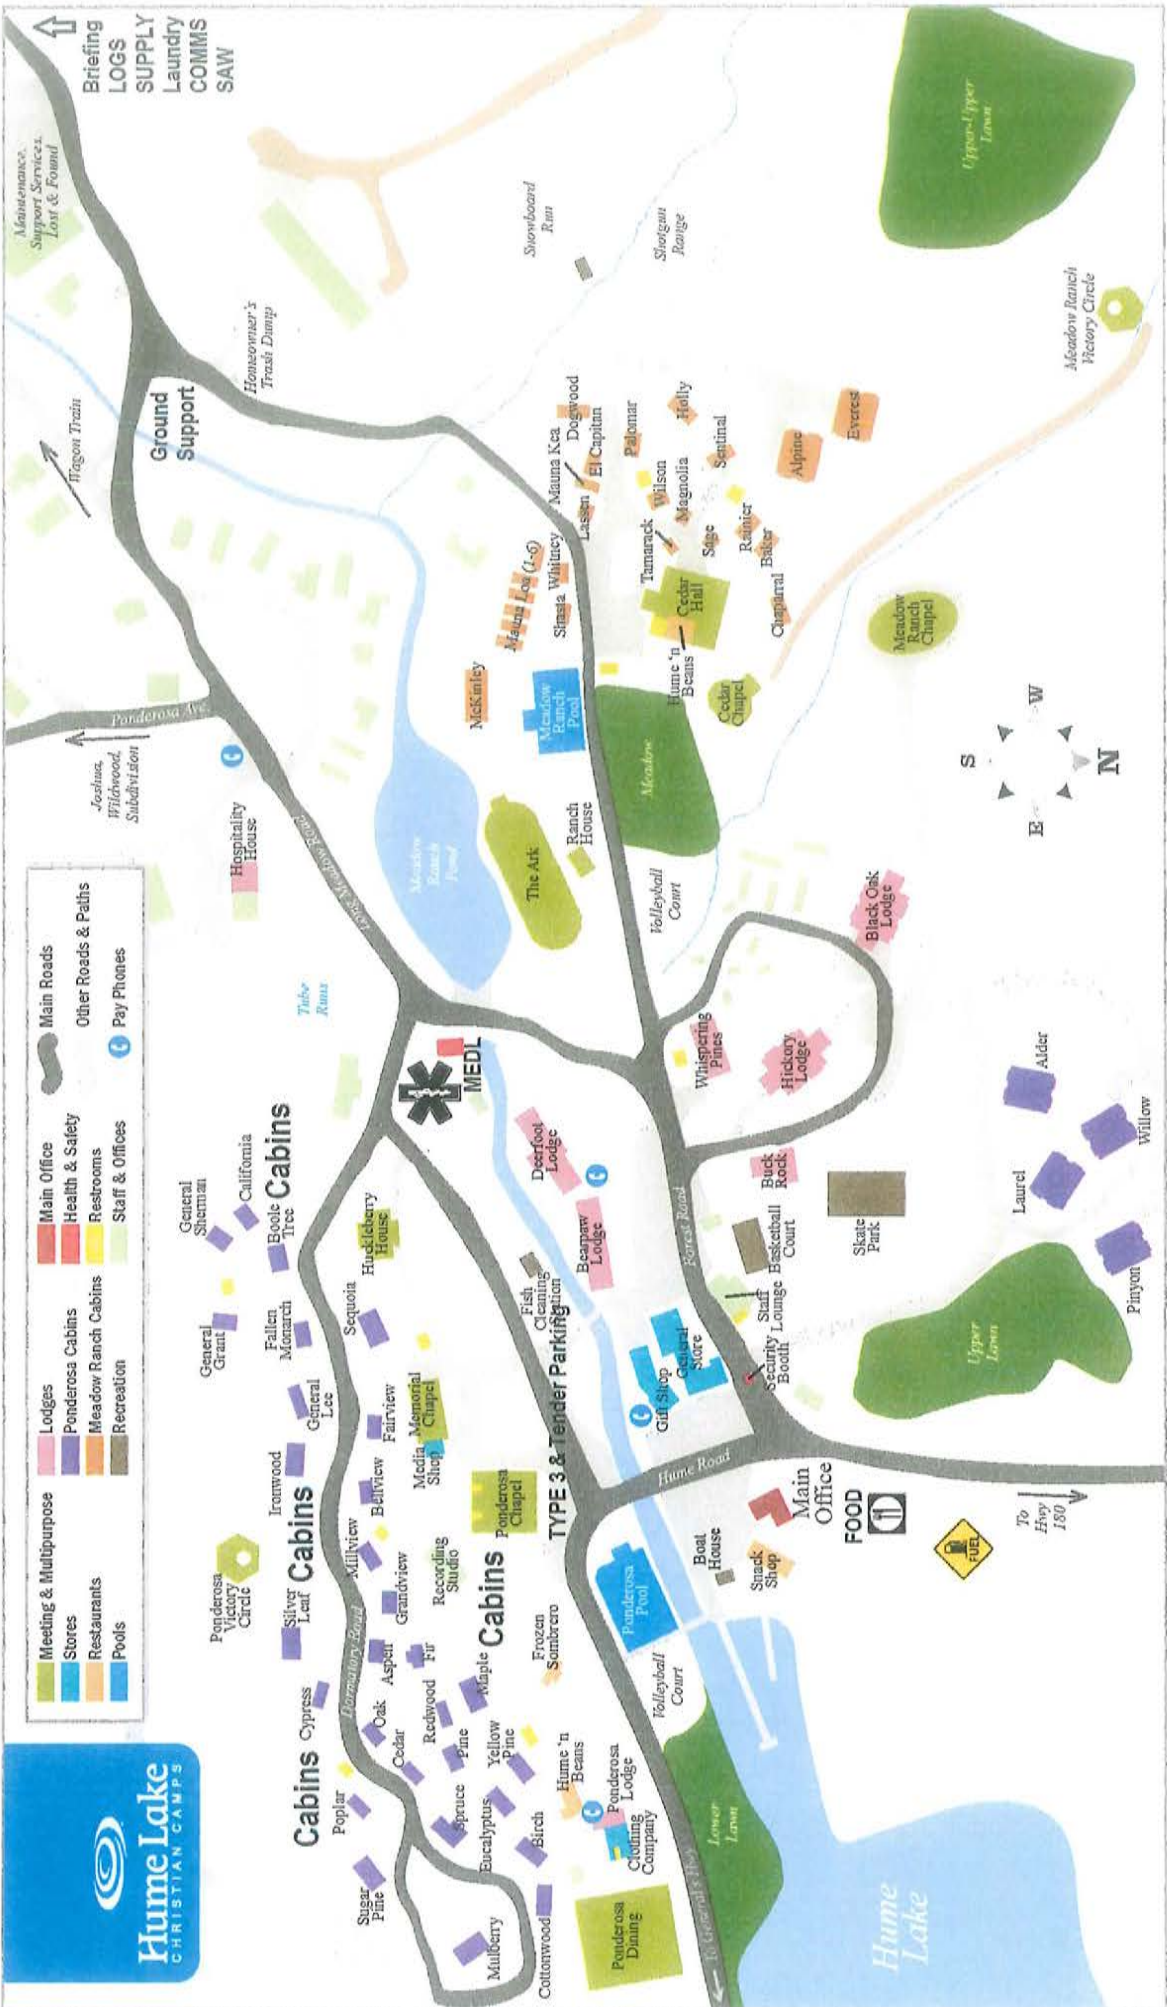 Hume Lake
CHRISTIAN CAMPS
Meeting & Multipurpose
Stores
Restaurants
Pools
Lodges
Ponderosa Cabins
Meadow Ranch Cabins
Recreation
Main Office
Health & Safety
Restrooms
Staff & Offices
Main Roads
Other Roads & Paths
Pay Phones
Joshua,
Wildwood,
Subdivision
Ponderosa Ave.
Wagon Train
Maintenance,
Support Services,
Lost & Found
Briefing
LOGS
SUPPLY
Laundry
COMMS
SAW
Ground
Support
Homeowner's
Trash Dump
Hospitality
House
Long Meadow Road
Tube
Runs
Ponderosa
Victory
Circle
General
Grant
General
Sherman
California
Boole
Tree
Cabins
Fallen
Monarch
General
Lee
Ironwood
Cabins
Silver
Leaf
Cypress
Cabins
Poplar
Sugar
Pine
Mulberry
Cottonwood
Dormitory Road
Oak
Cedar
Aspen
Fir
Redwood
Pine
Maple
Spruce
Eucalyptus
Yellow
Pine
Birch
Cabins
Millview
Grandview
Bellview
Fairview
Sequoia
Huckleberry
House
Media
Shop
Memorial
Chapel
Recording
Studio
Ponderosa
Chapel
Frozen
Sombrero
Hume 'n
Beans
Ponderosa
Lodge
Clothing
Company
Ponderosa
Dining
To General's Hwy
TYPE 3 & Tender Parking
Fish
Cleaning
Station
MEDL
Deerfoot
Lodge
Bearpaw
Lodge
Meadow
Ranch
Pond
The Ark
Ranch
House
McKinley
Meadow
Ranch
Pool
Mauna Loa (1-6)
Shasta
Whitney
Lassen
Mauna Kea
El Capitan
Dogwood
Palomar
Holly
Wilson
Magnolia
Tamarack
Sage
Sentinal
Rainier
Baker
Chaparral
Alpine
Everest
Cedar
Hall
Hume 'n
Beans
Cedar
Chapel
Meadow
Snowboard
Run
Shotgun
Range
Upper-Upper
Lawn
Meadow Ranch
Victory Circle
Meadow
Ranch
Chapel
Volleyball
Court
Whispering
Pines
Hickory
Lodge
Black Oak
Lodge
Buck
Rock
Forest Road
Basketball
Court
Skate
Park
Staff
Lounge
Security
Booth
General
Store
Gift Shop
Hume Road
Main
Office
FOOD
FUEL
To
Hwy
180
Boat
House
Snack
Shop
Ponderosa
Pool
Volleyball
Court
Lower
Lawn
Hume
Lake
Upper
Lawn
Laurel
Alder
Willow
Pinyon
S
W
E
N